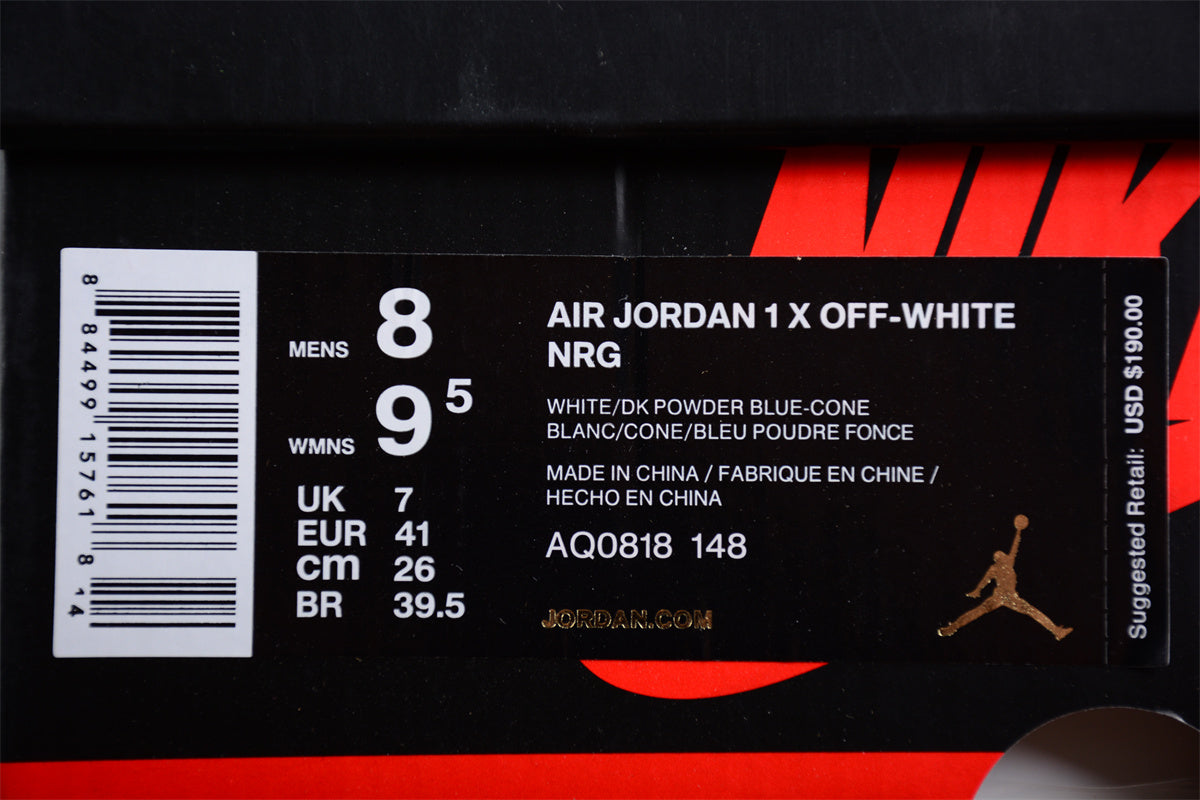 NIK
8 84499 15761 8 14
MENS 8
WMNS 9 5
UK 7
EUR 41
cm 26
BR 39.5
AIR JORDAN 1 X OFF-WHITE
NRG
WHITE/DK POWDER BLUE-CONE
BLANC/CONE/BLEU POUDRE FONCE
MADE IN CHINA / FABRIQUE EN CHINE /
HECHO EN CHINA
AQ0818 148
JORDAN.COM
Suggested Retail: USD $190.00